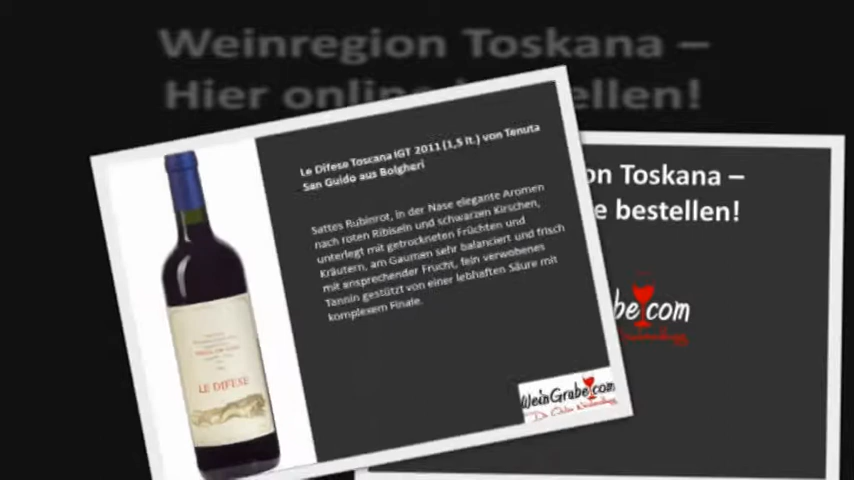 Weinregion Toskana –
Hier online bestellen!
Le Difese Toscana IGT 2011 (1,5 lt.) von Tenuta
San Guido aus Bolgheri
Sattes Rubinrot, in der Nase elegante Aromen
nach roten Ribiseln und schwarzen Kirschen,
unterlegt mit getrockneten Früchten und
Kräutern, am Gaumen sehr balanciert und frisch
mit ansprechender Frucht, fein verwobenes
Tannin gestützt von einer lebhaften Säure mit
komplexem Finale.
LE DIFESE
WeinGrabe.com
on Toskana –
e bestellen!
be.com